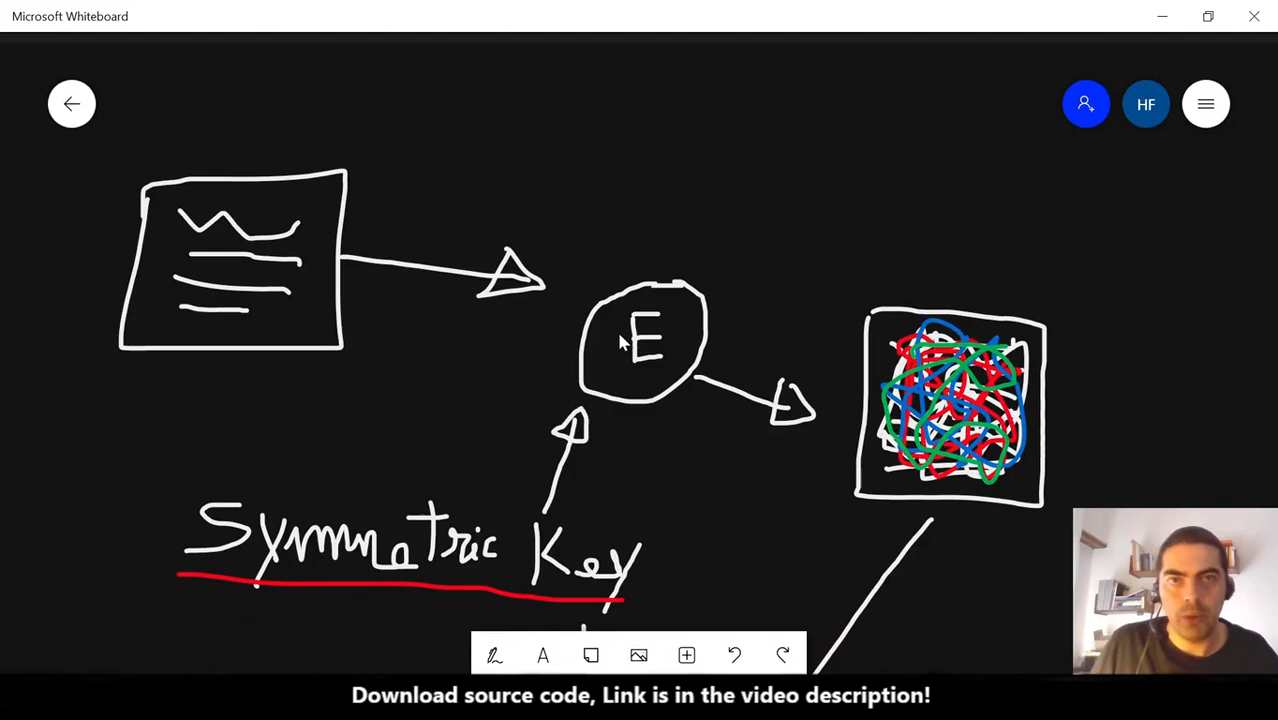 Microsoft Whiteboard
HF
E
Symmetric Key
A
Download source code, Link is in the video description!